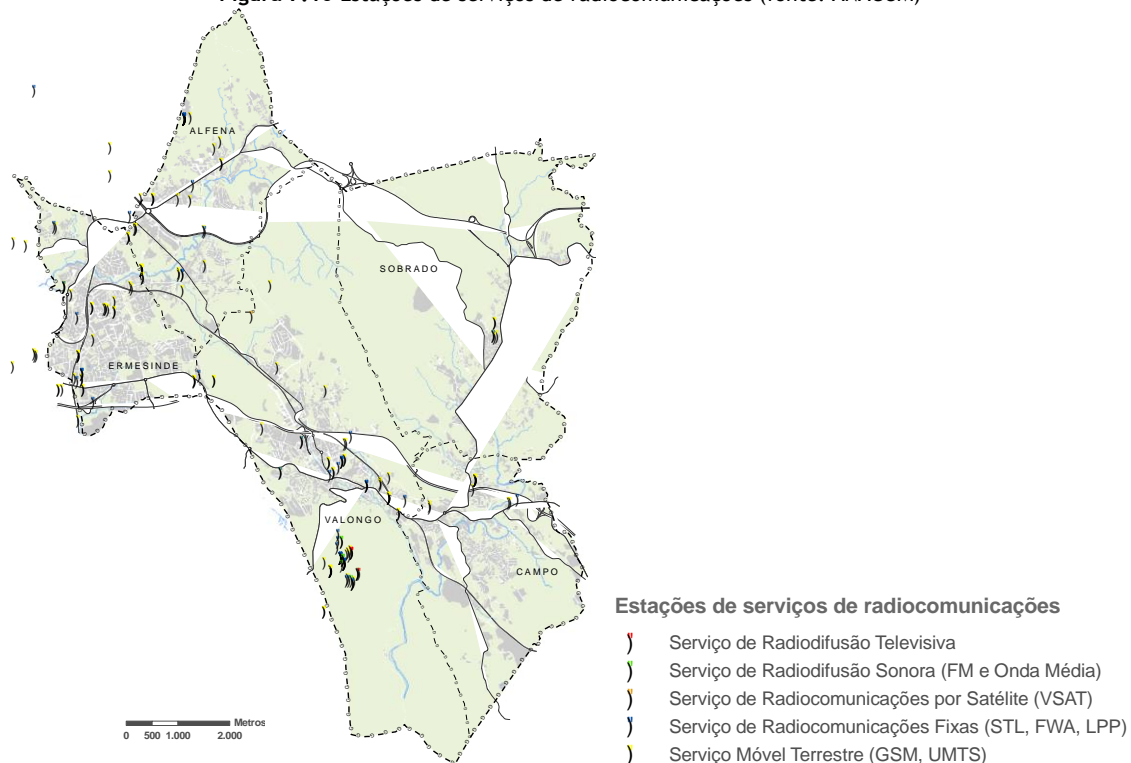 ALFENA
SOBRADO
ERMESINDE
VALONGO
CAMPO
Metros
0 500 1.000 2.000
Estações de serviços de radiocomunicações
Serviço de Radiodifusão Televisiva
Serviço de Radiodifusão Sonora (FM e Onda Média)
Serviço de Radiocomunicações por Satélite (VSAT)
Serviço de Radiocomunicações Fixas (STL, FWA, LPP)
Serviço Móvel Terrestre (GSM, UMTS)